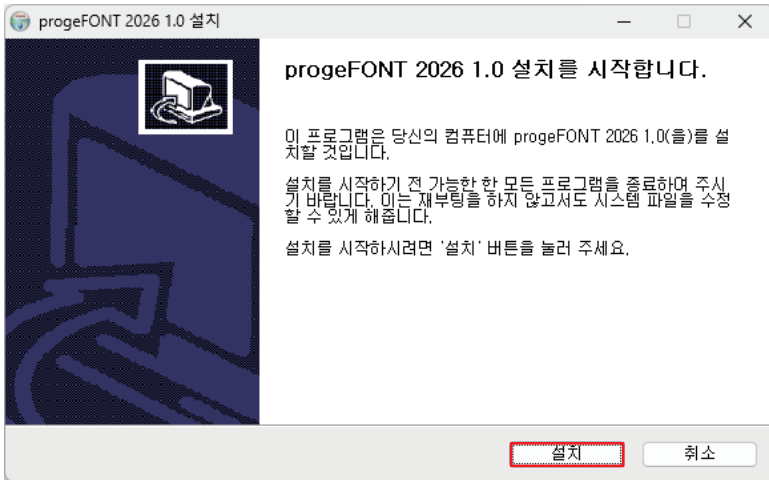 progeFONT 2026 1.0 설치
progeFONT 2026 1.0 설치를 시작합니다.
이 프로그램은 당신의 컴퓨터에 progeFONT 2026 1.0(을)를 설
치할 것입니다.
설치를 시작하기 전 가능한 한 모든 프로그램을 종료하여 주시
기 바랍니다. 이는 재부팅을 하지 않고서도 시스템 파일을 수정
할 수 있게 해줍니다.
설치를 시작하시려면 '설치' 버튼을 눌러 주세요.
설치
취소